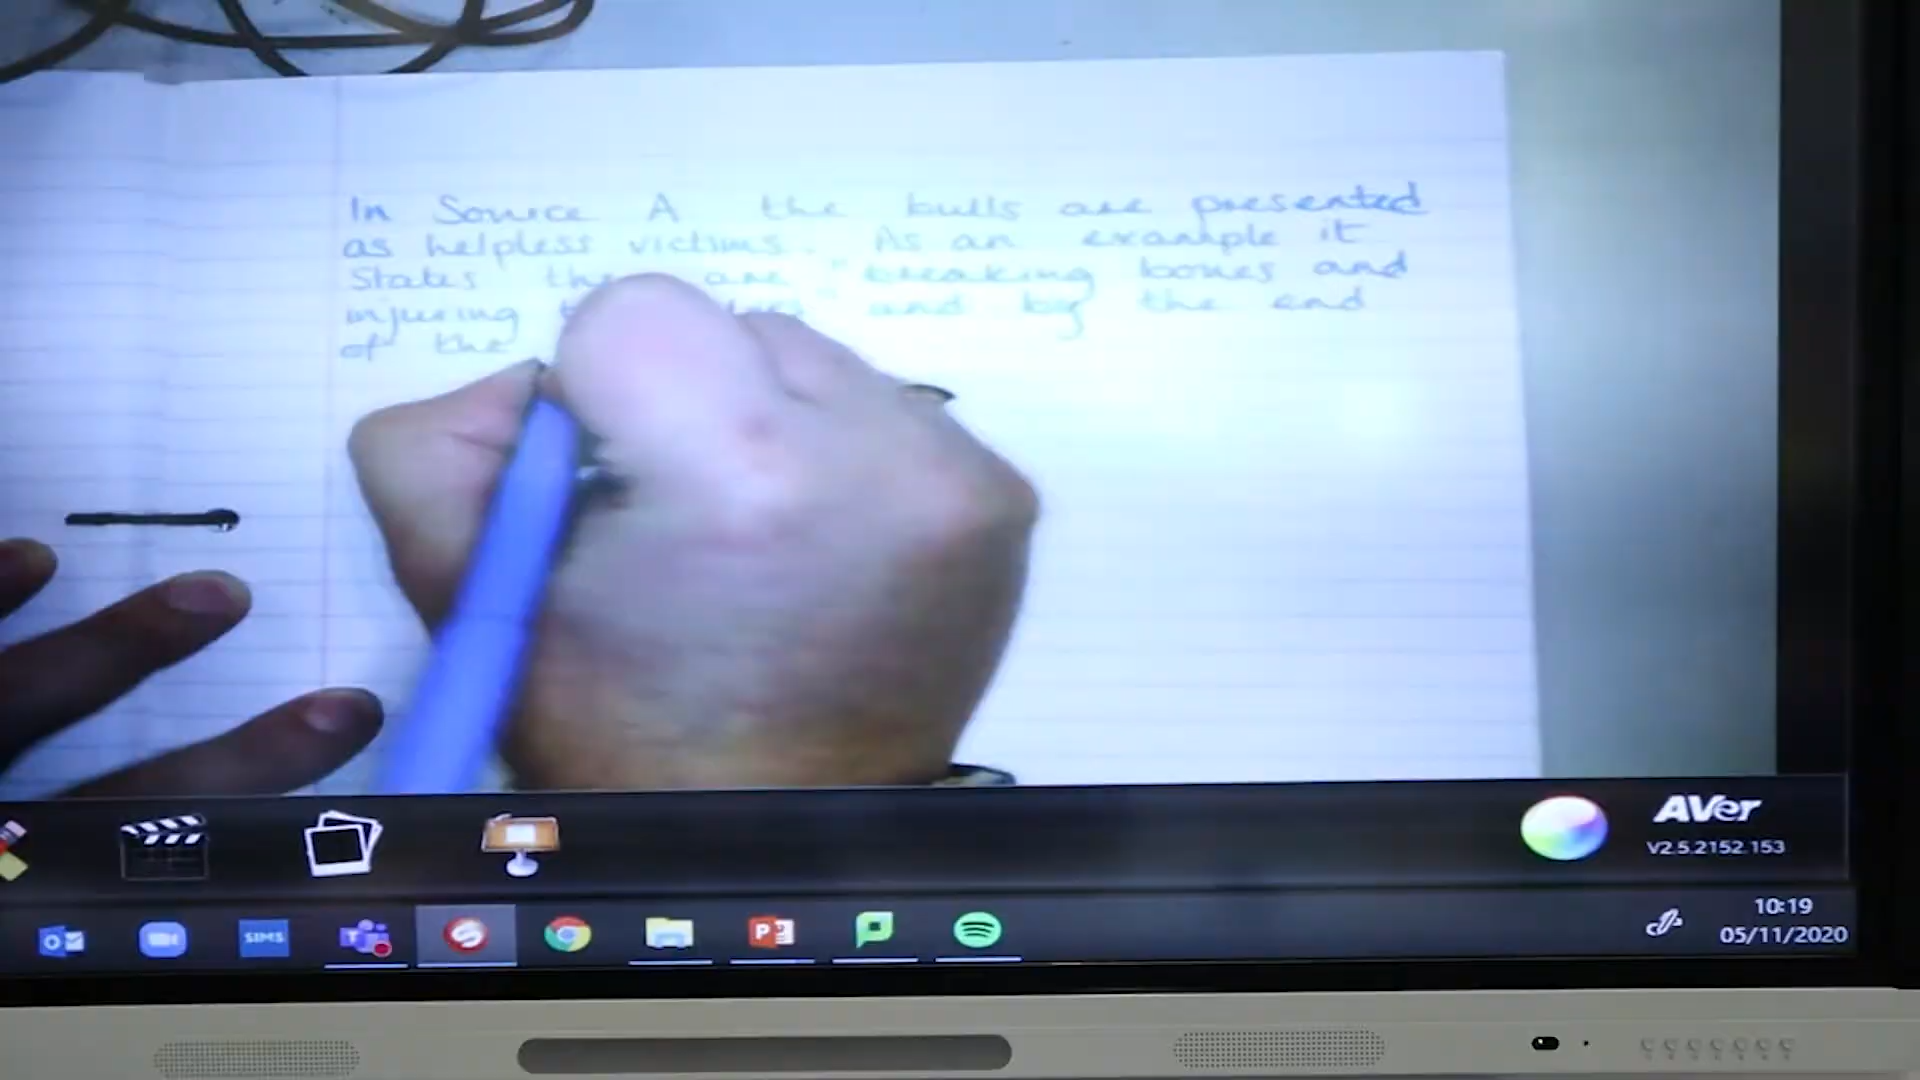 In Source A the bulls are presented
as helpless victims. As an example it
states are "breaking bones and
injuring and by the end
of the
AVer
V2.5.2152.153
SIMS
10:19
05/11/2020